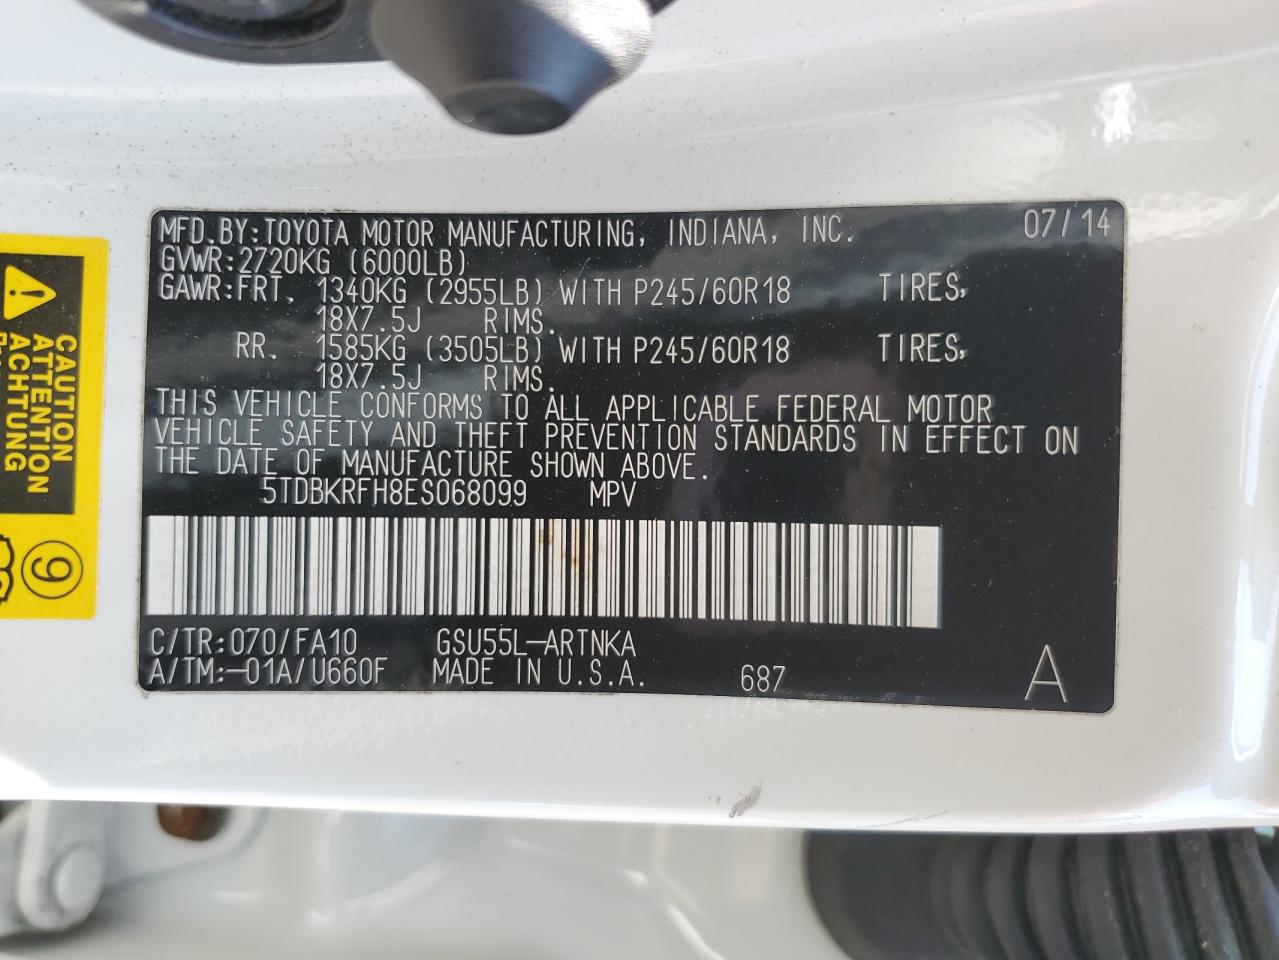 MFD.BY:TOYOTA MOTOR MANUFACTURING, INDIANA, INC. 07/14
GVWR:2720KG (6000LB)
GAWR:FRT. 1340KG (2955LB) WITH P245/60R18 TIRES,
18X7.5J RIMS.
RR. 1585KG (3505LB) WITH P245/60R18 TIRES,
18X7.5J RIMS.
THIS VEHICLE CONFORMS TO ALL APPLICABLE FEDERAL MOTOR
VEHICLE SAFETY AND THEFT PREVENTION STANDARDS IN EFFECT ON
THE DATE OF MANUFACTURE SHOWN ABOVE.
5TDBKRFH8ES068099 MPV
C/TR:070/FA10 GSU55L-ARTNKA
A/TM:-01A/U660F MADE IN U.S.A. 687 A
CAUTION
ATTENTION
ACHTUNG
9